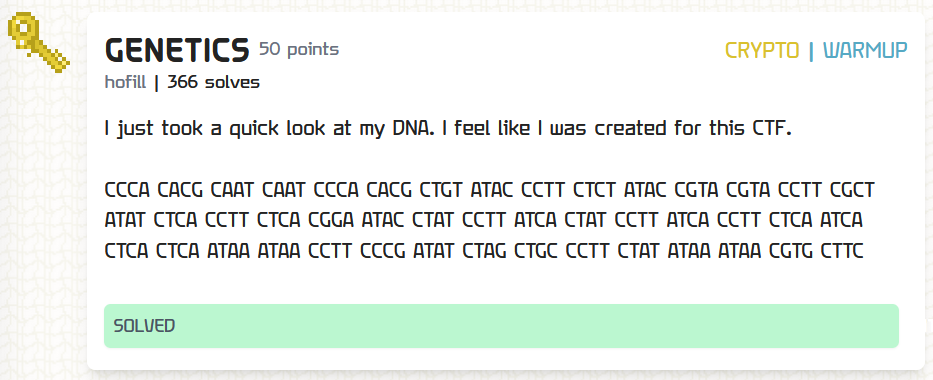 GENETICS 50 points
CRYPTO | WARMUP
hofill | 366 solves
I just took a quick look at my DNA. I feel like I was created for this CTF.
CCCA CACG CAAT CAAT CCCA CACG CTGT ATAC CCTT CTCT ATAC CGTA CGTA CCTT CGCT
ATAT CTCA CCTT CTCA CGGA ATAC CTAT CCTT ATCA CTAT CCTT ATCA CCTT CTCA ATCA
CTCA CTCA ATAA ATAA CCTT CCCG ATAT CTAG CTGC CCTT CTAT ATAA ATAA CGTG CTTC
SOLVED